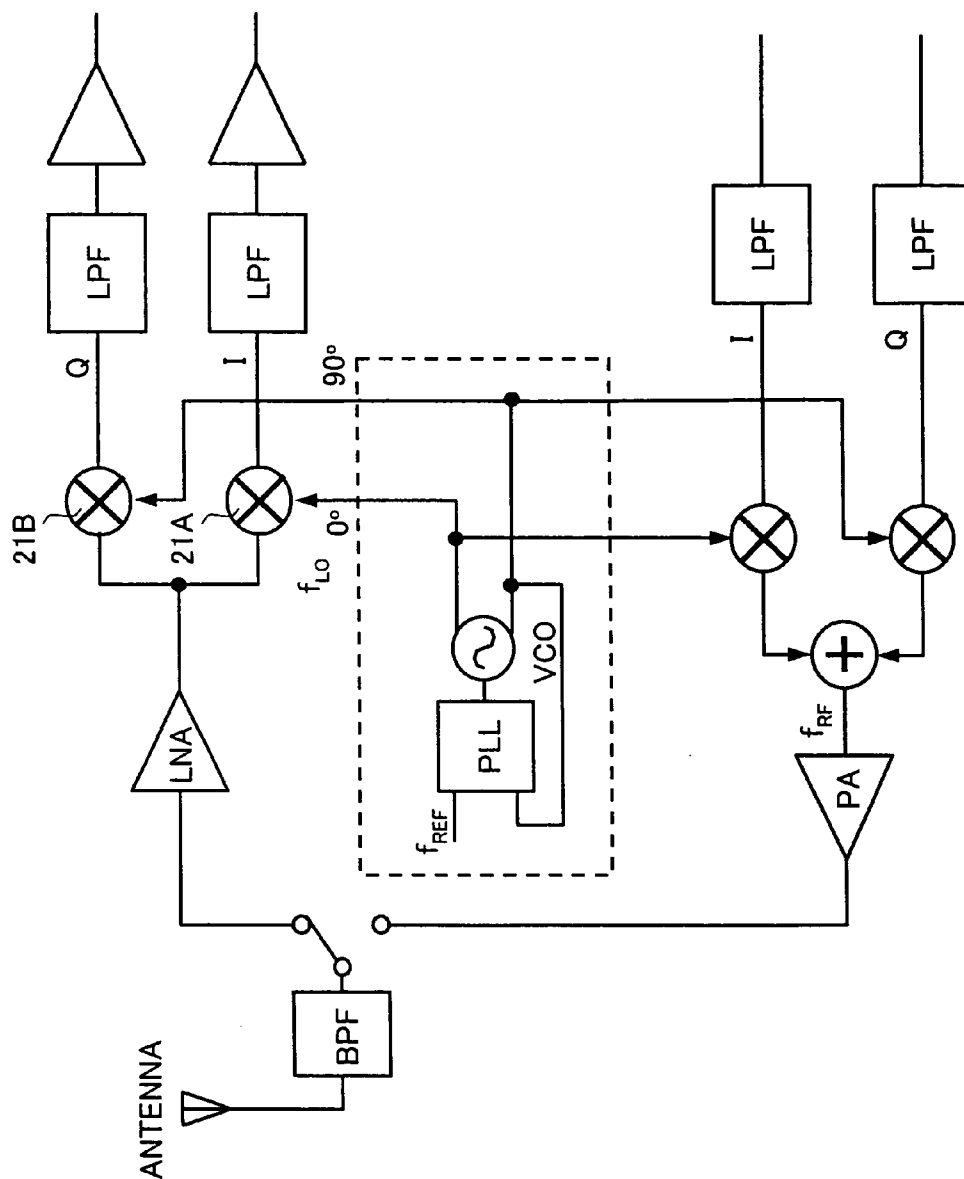 ANTENNA
BPF
LNA
21B
21A
Q
I
LPF
LPF
f_LO
0°
90°
f_REF
PLL
VCO
PA
f_RF
I
Q
LPF
LPF